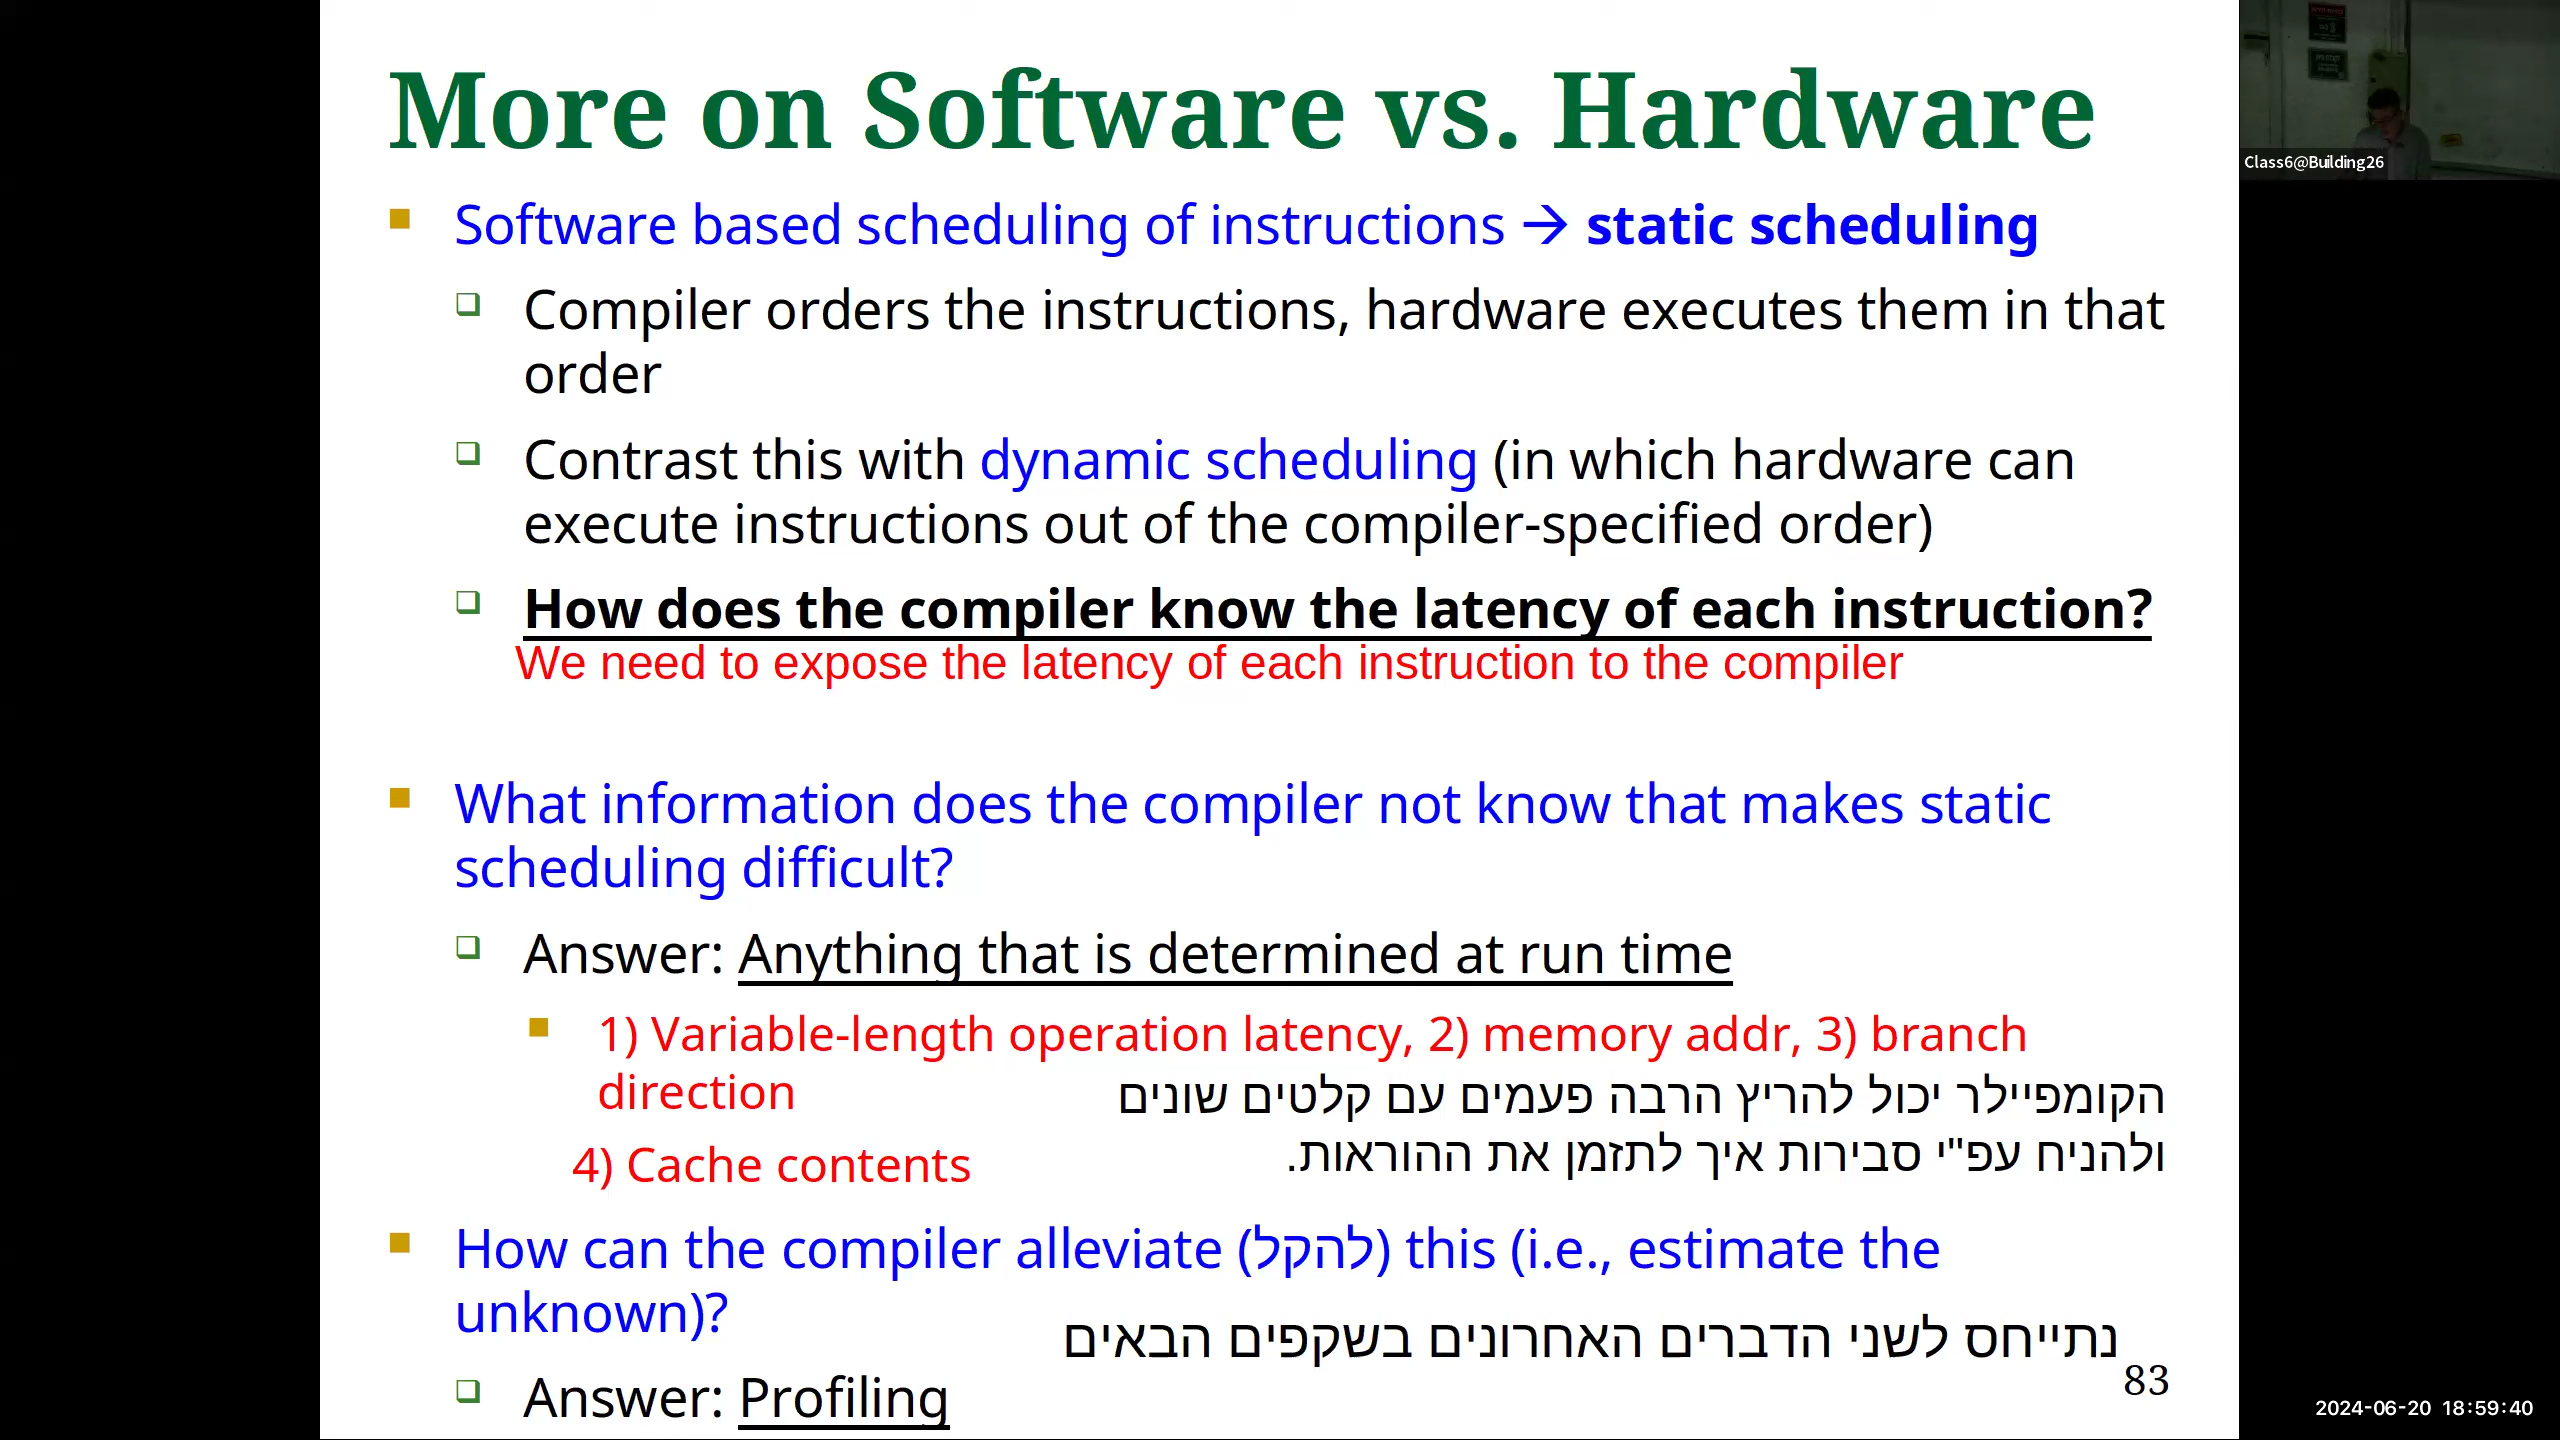 More on Software vs. Hardware
Software based scheduling of instructions → static scheduling
Compiler orders the instructions, hardware executes them in that
order
Contrast this with dynamic scheduling (in which hardware can
execute instructions out of the compiler-specified order)
How does the compiler know the latency of each instruction?
We need to expose the latency of each instruction to the compiler
What information does the compiler not know that makes static
scheduling difficult?
Answer: Anything that is determined at run time
1) Variable-length operation latency, 2) memory addr, 3) branch
direction
הקומפיילר יכול להריץ הרבה פעמים עם קלטים שונים
ולהניח עפ"י סבירות איך לתזמן את ההוראות.
4) Cache contents
How can the compiler alleviate (להקל) this (i.e., estimate the
unknown)?
נתייחס לשני הדברים האחרונים בשקפים הבאים
Answer: Profiling
83
Class6@Building26
2024-06-20 18:59:40